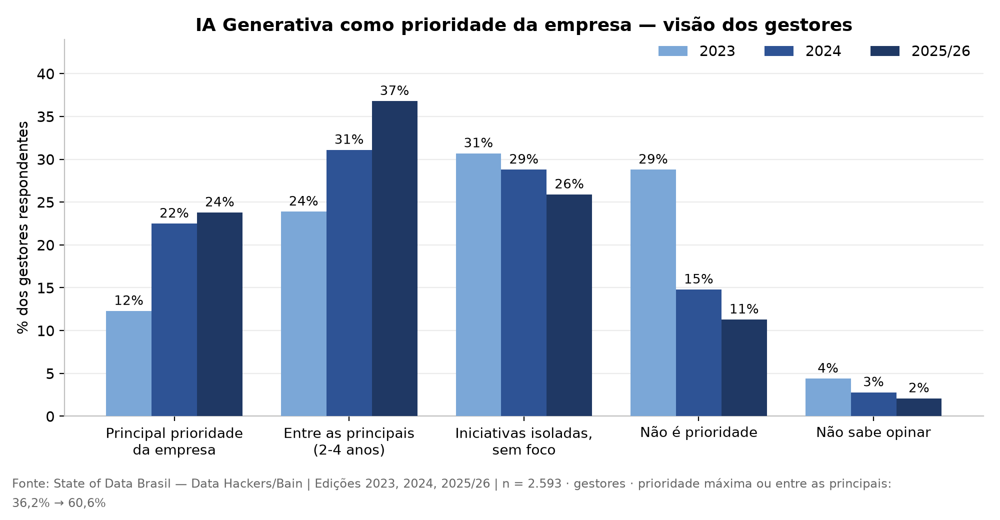 IA Generativa como prioridade da empresa — visão dos gestores
2023 2024 2025/26
% dos gestores respondentes
40
35
30
25
20
15
10
5
0
12% 22% 24%
24% 31% 37%
31% 29% 26%
29% 15% 11%
4% 3% 2%
Principal prioridade
da empresa
Entre as principais
(2-4 anos)
Iniciativas isoladas,
sem foco
Não é prioridade
Não sabe opinar
Fonte: State of Data Brasil — Data Hackers/Bain | Edições 2023, 2024, 2025/26 | n = 2.593 · gestores · prioridade máxima ou entre as principais:
36,2% → 60,6%